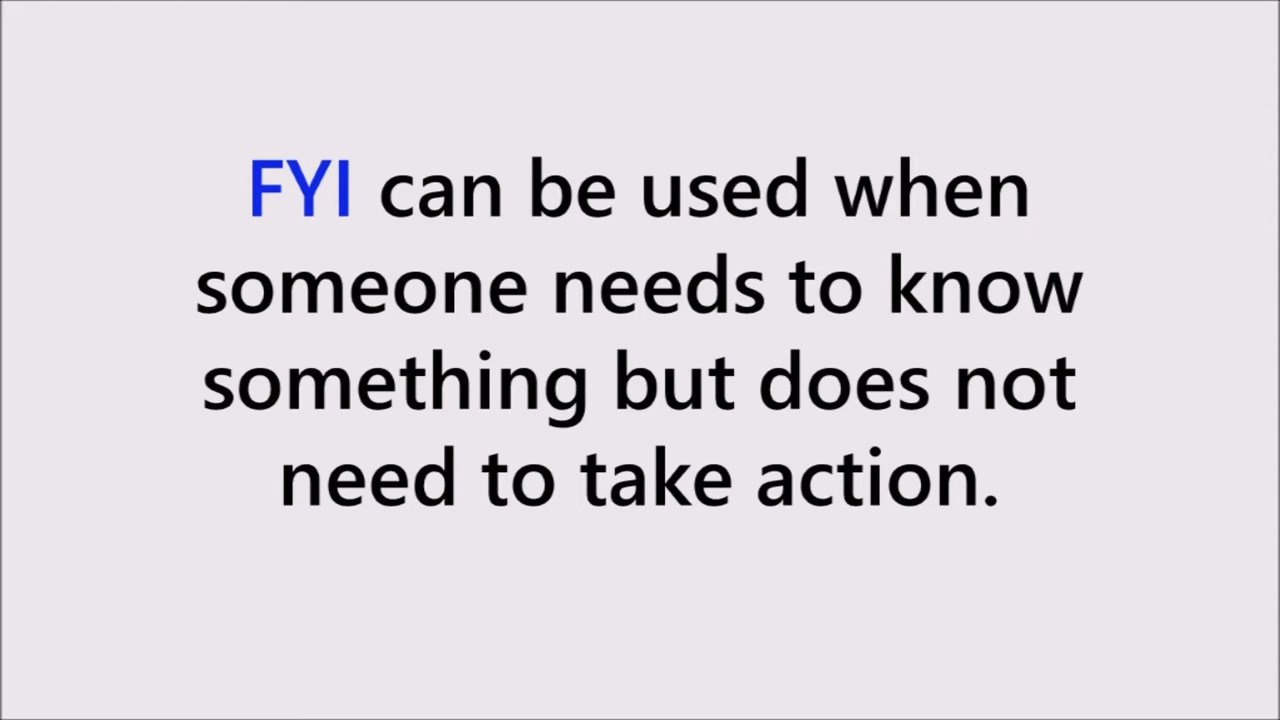 FYI can be used when
someone needs to know
something but does not
need to take action.